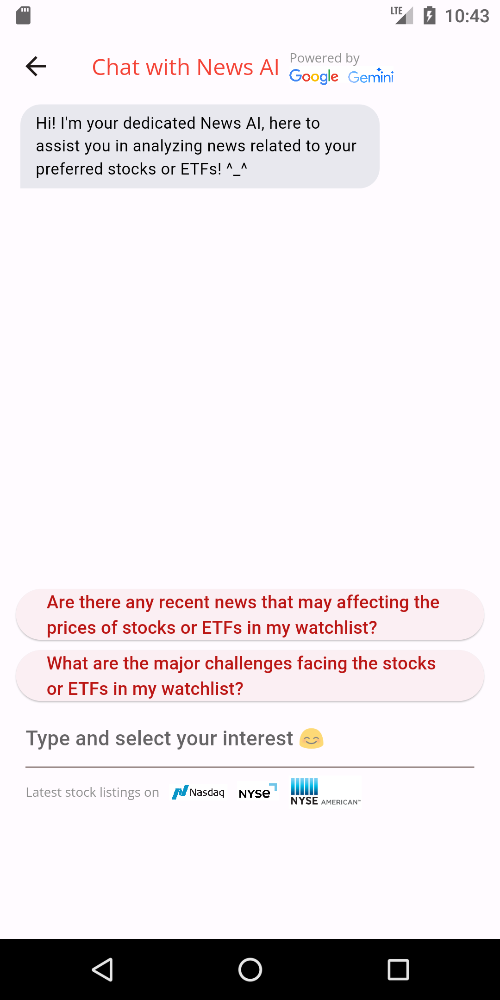 LTE 10:43
Chat with News AI
Powered by
Google Gemini
Hi! I'm your dedicated News AI, here to
assist you in analyzing news related to your
preferred stocks or ETFs! ^_^
Are there any recent news that may affecting the
prices of stocks or ETFs in my watchlist?
What are the major challenges facing the stocks
or ETFs in my watchlist?
Type and select your interest 😊
Latest stock listings on Nasdaq NYSE NYSE AMERICAN™